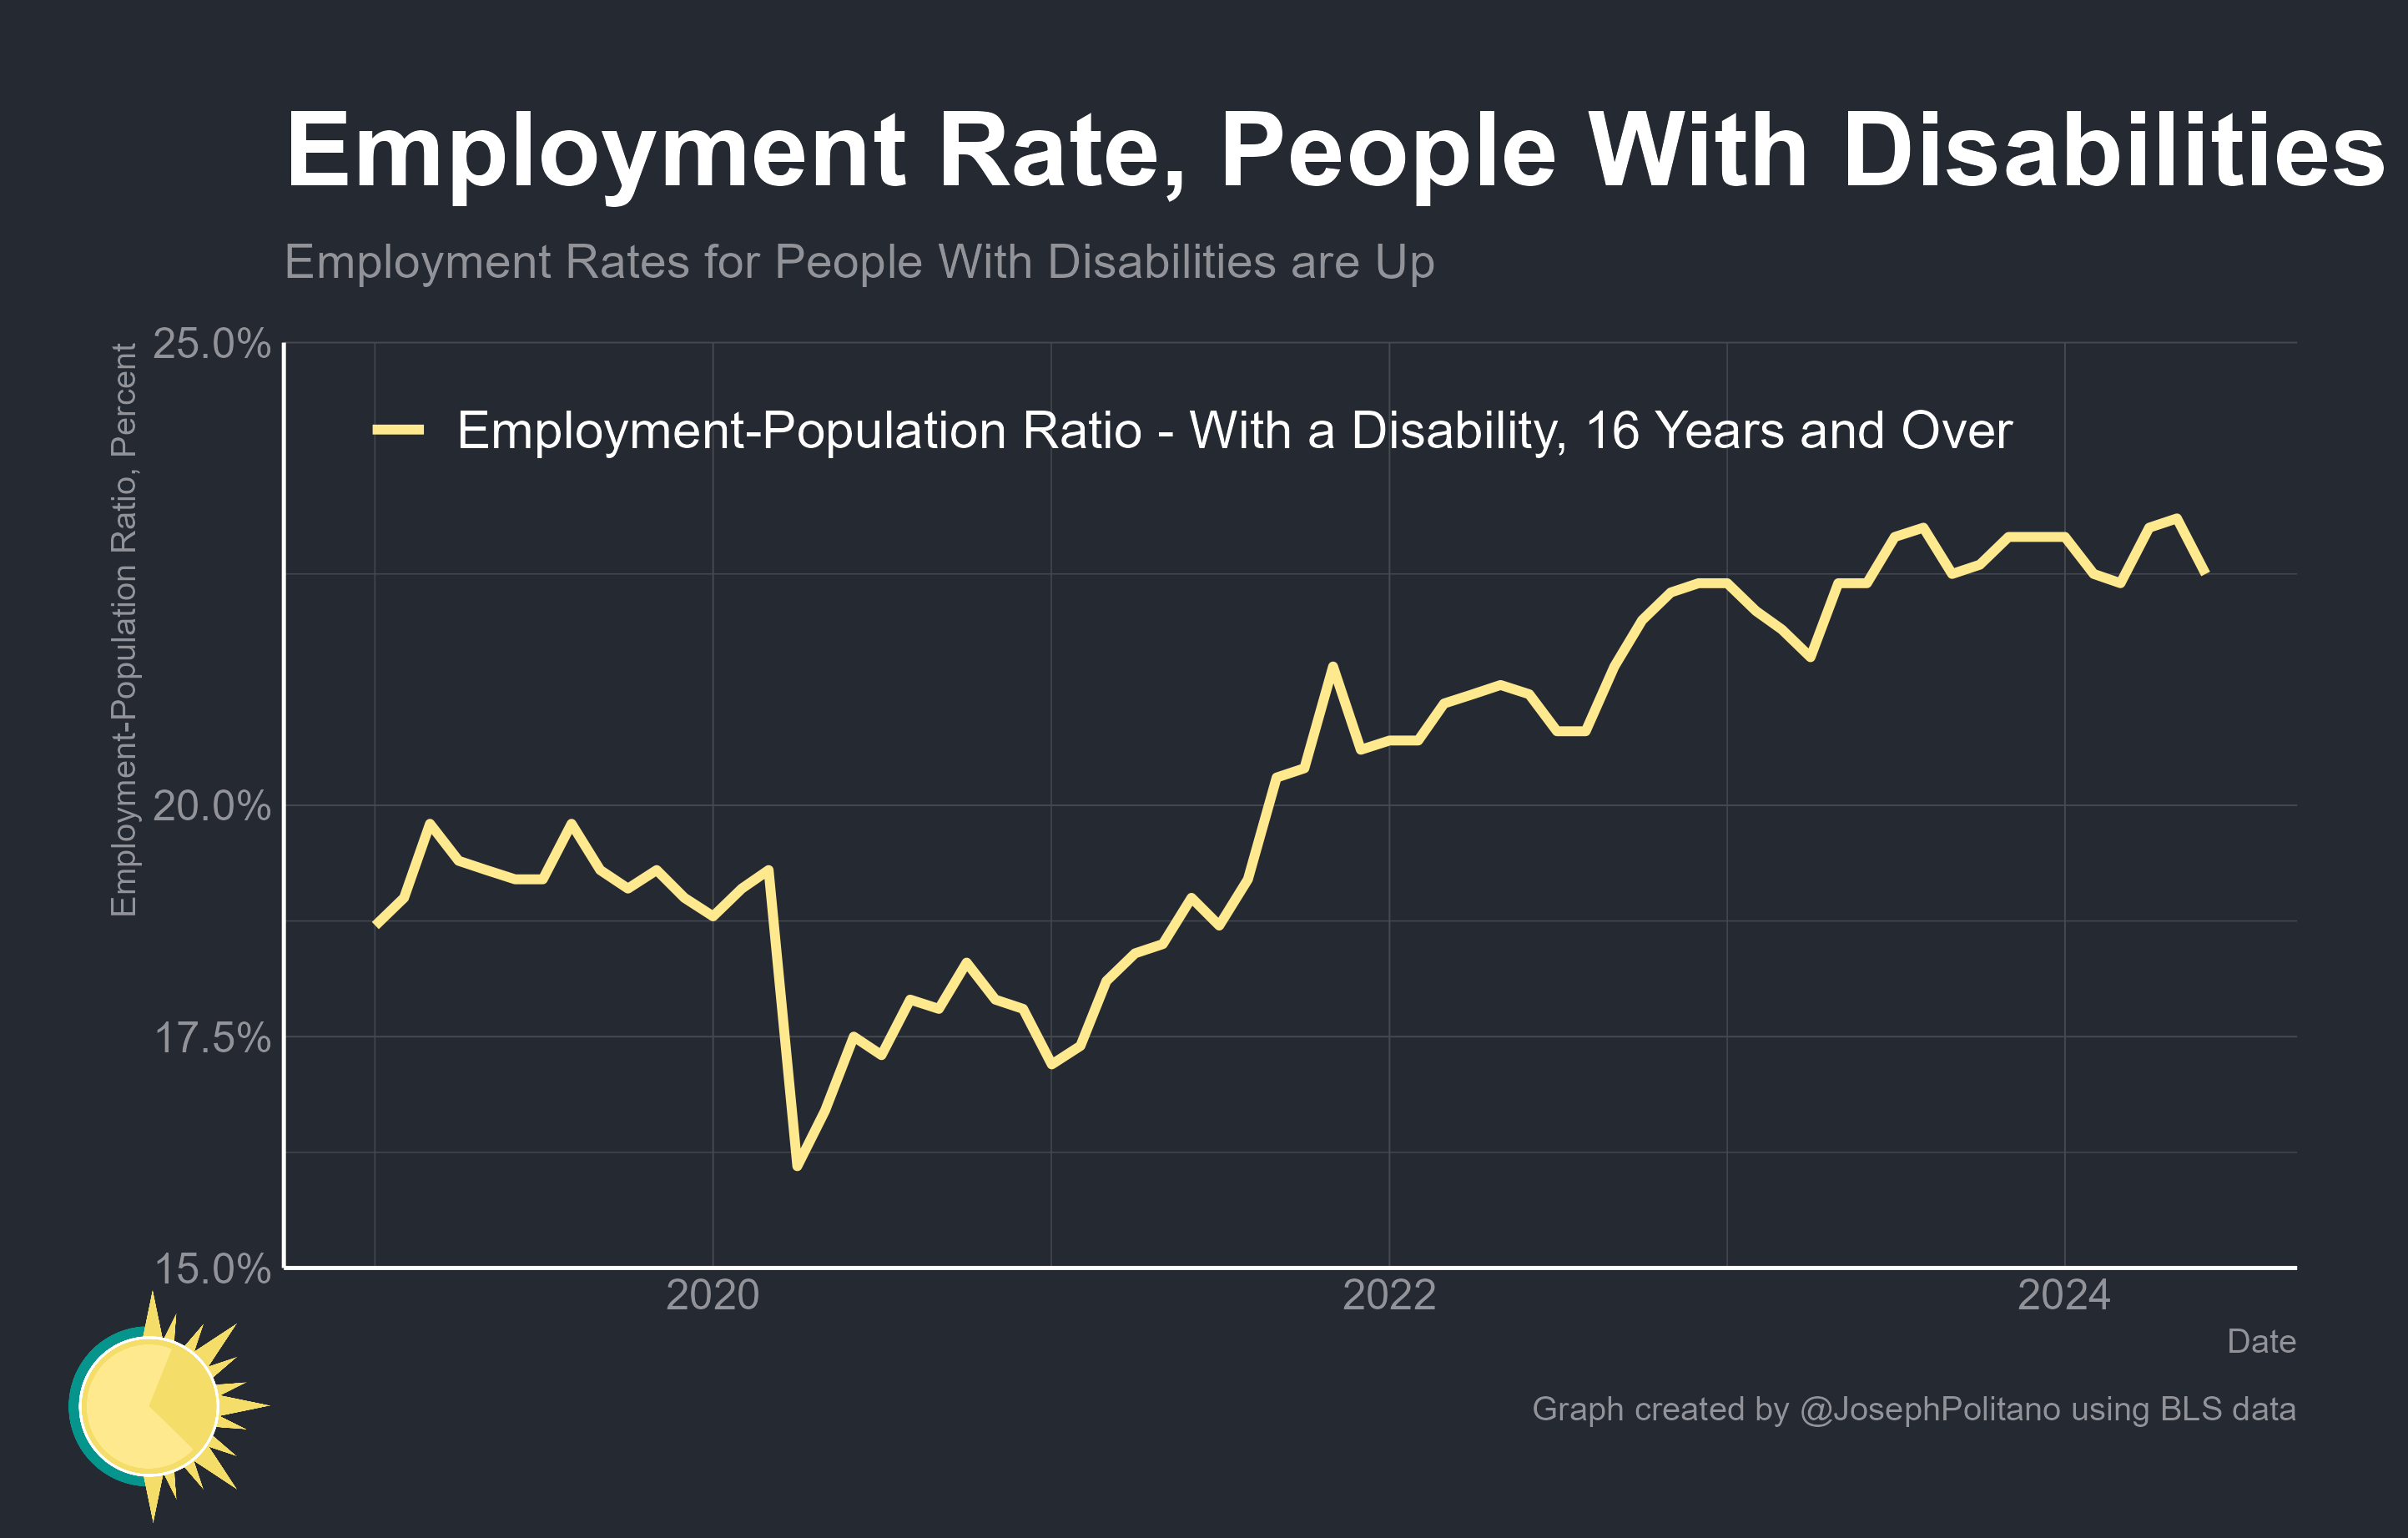 Employment Rate, People With Disabilities
Employment Rates for People With Disabilities are Up
Employment-Population Ratio, Percent
25.0%
Employment-Population Ratio - With a Disability, 16 Years and Over
20.0%
17.5%
15.0%
2020
2022
2024
Date
Graph created by @JosephPolitano using BLS data